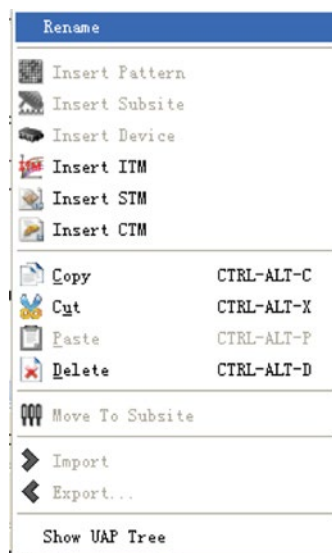 Rename
Insert Pattern
Insert Subsite
Insert Device
Insert ITM
Insert STM
Insert CTM
Copy CTRL-ALT-C
Cut CTRL-ALT-X
Paste CTRL-ALT-P
Delete CTRL-ALT-D
Move To Subsite
Import
Export...
Show UAP Tree